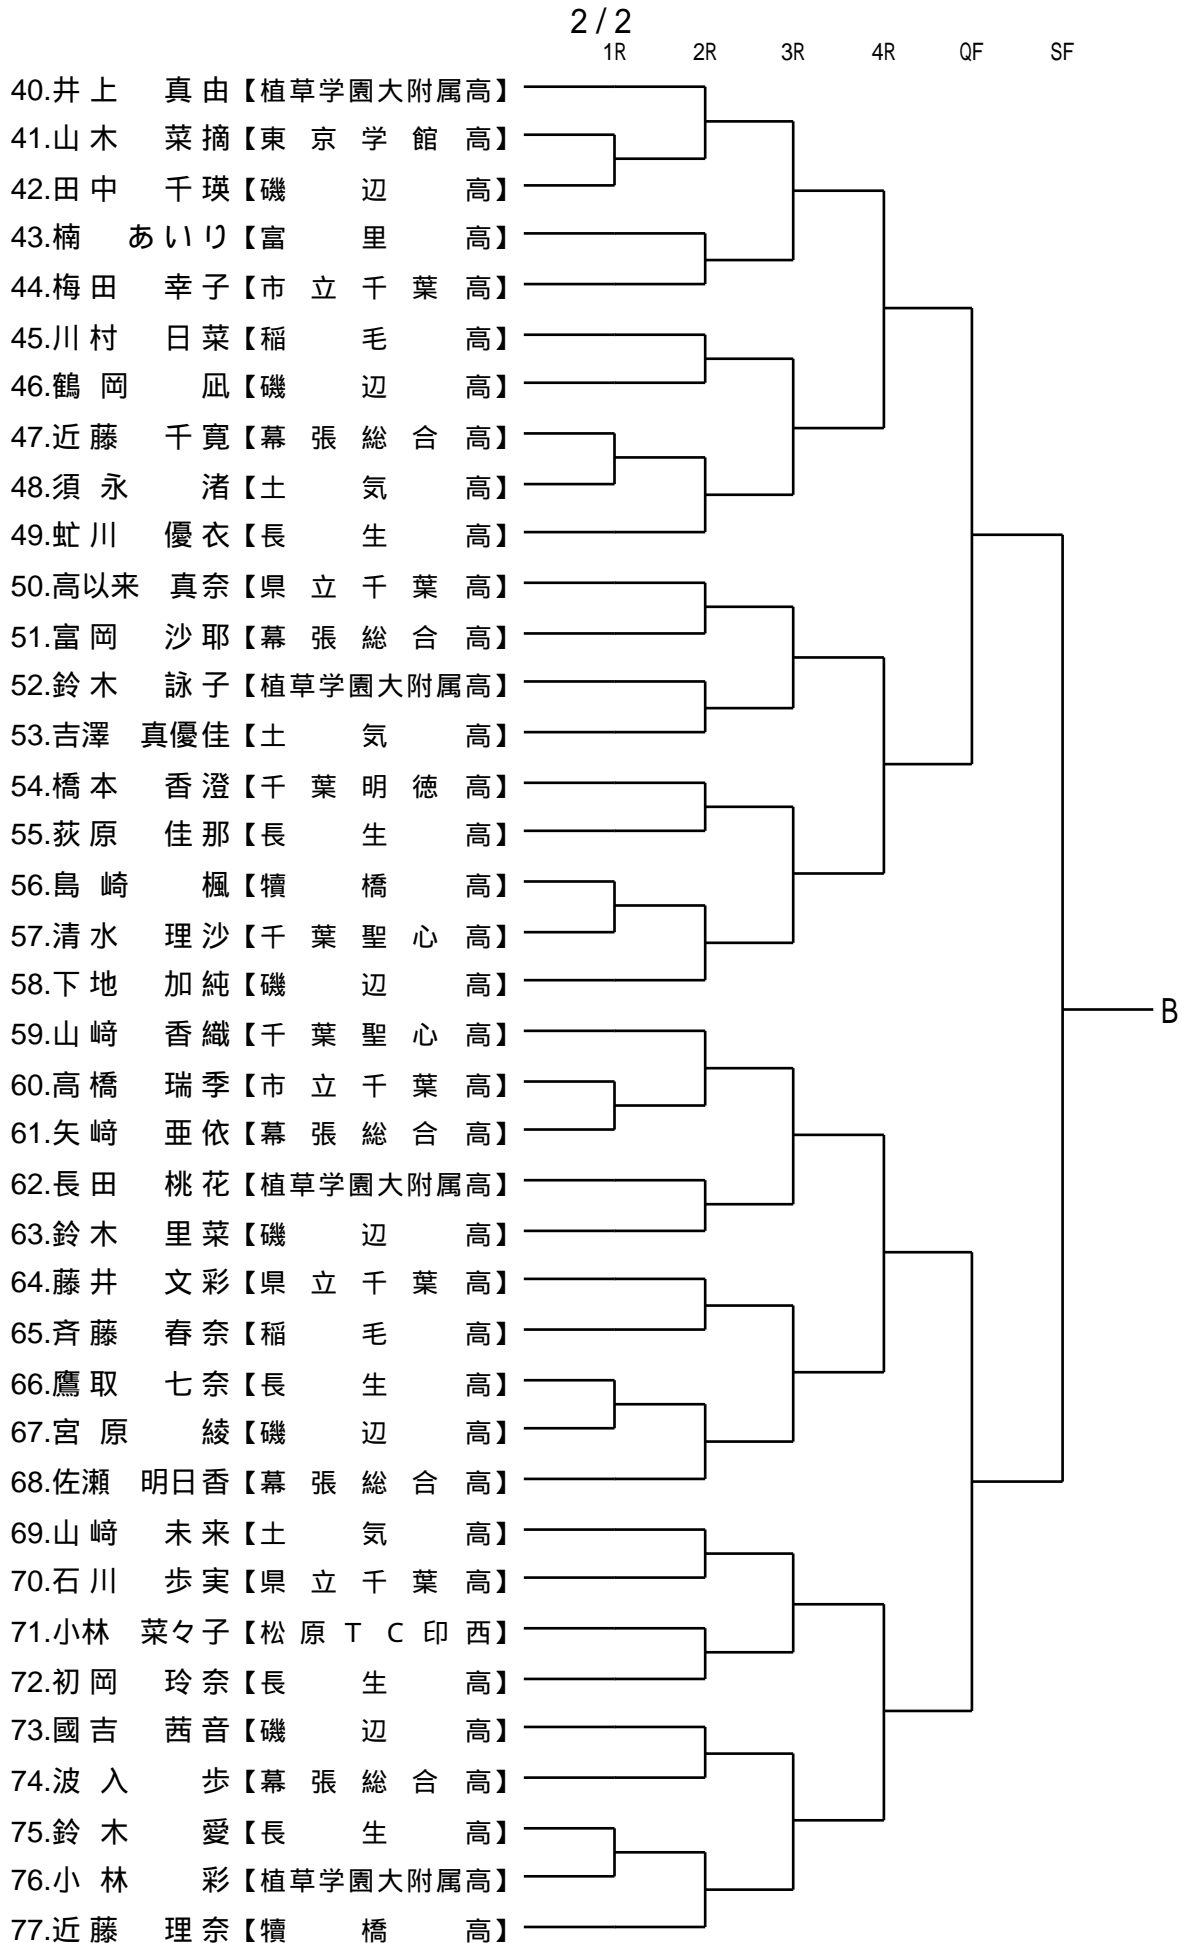 2 / 2
1R 2R 3R 4R QF SF
40.井上 真由【植草学園大附属高】
41.山木 菜摘【東京学館高】
42.田中 千瑛【磯辺高】
43.楠 あいり【富里高】
44.梅田 幸子【市立千葉高】
45.川村 日菜【稲毛高】
46.鶴岡 凪【磯辺高】
47.近藤 千寛【幕張総合高】
48.須永 渚【土気高】
49.虻川 優衣【長生高】
50.高以来 真奈【県立千葉高】
51.富岡 沙耶【幕張総合高】
52.鈴木 詠子【植草学園大附属高】
53.吉澤 真優佳【土気高】
54.橋本 香澄【千葉明徳高】
55.荻原 佳那【長生高】
56.島崎 楓【犢橋高】
57.清水 理沙【千葉聖心高】
58.下地 加純【磯辺高】
B
59.山﨑 香織【千葉聖心高】
60.高橋 瑞季【市立千葉高】
61.矢﨑 亜依【幕張総合高】
62.長田 桃花【植草学園大附属高】
63.鈴木 里菜【磯辺高】
64.藤井 文彩【県立千葉高】
65.斉藤 春奈【稲毛高】
66.鷹取 七奈【長生高】
67.宮原 綾【磯辺高】
68.佐瀬 明日香【幕張総合高】
69.山﨑 未来【土気高】
70.石川 歩実【県立千葉高】
71.小林 菜々子【松原TC印西】
72.初岡 玲奈【長生高】
73.國吉 茜音【磯辺高】
74.波入 歩【幕張総合高】
75.鈴木 愛【長生高】
76.小林 彩【植草学園大附属高】
77.近藤 理奈【犢橋高】